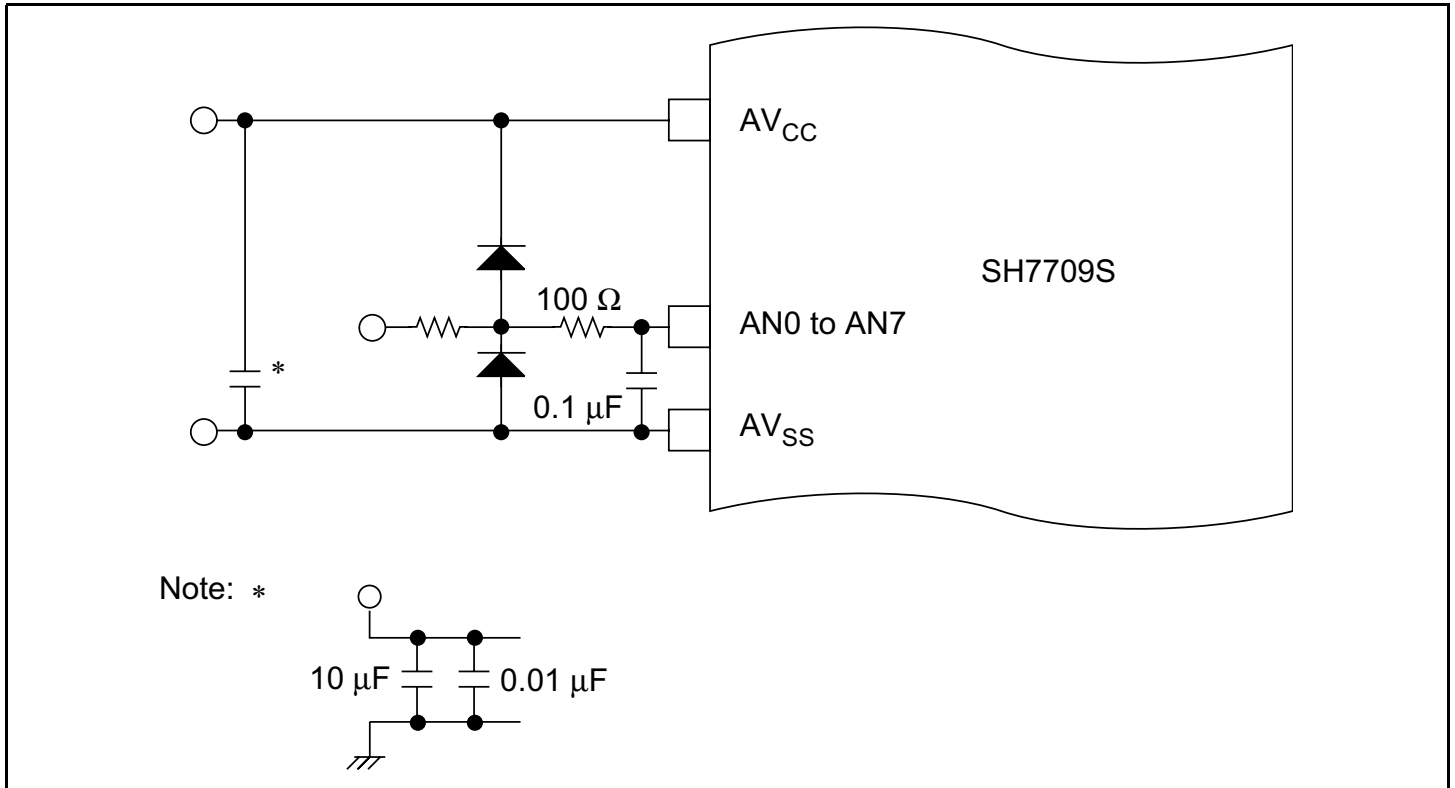 AVCC
SH7709S
100 Ω
AN0 to AN7
*
0.1 μF
AVSS
Note: *
10 μF
0.01 μF